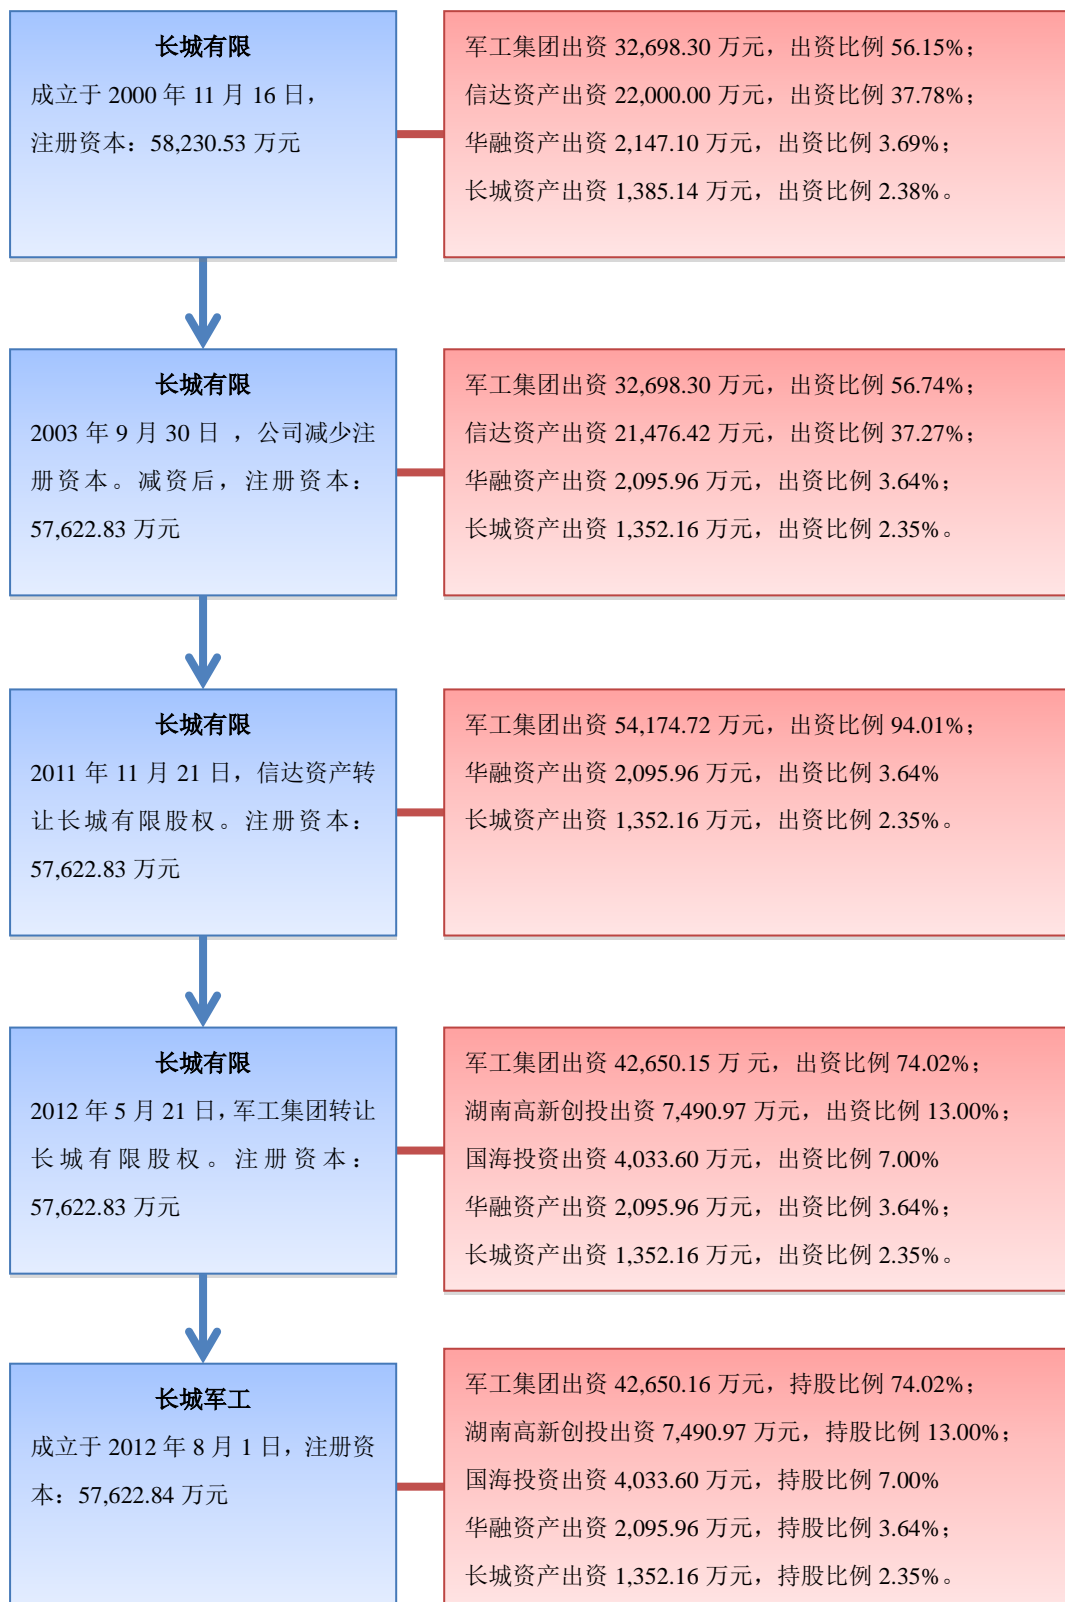 长城有限
成立于 2000 年 11 月 16 日，
注册资本：58,230.53 万元
军工集团出资 32,698.30 万元，出资比例 56.15%；
信达资产出资 22,000.00 万元，出资比例 37.78%；
华融资产出资 2,147.10 万元，出资比例 3.69%；
长城资产出资 1,385.14 万元，出资比例 2.38%。
长城有限
2003 年 9 月 30 日 ，公司减少注
册资本。减资后，注册资本：
57,622.83 万元
军工集团出资 32,698.30 万元，出资比例 56.74%；
信达资产出资 21,476.42 万元，出资比例 37.27%；
华融资产出资 2,095.96 万元，出资比例 3.64%；
长城资产出资 1,352.16 万元，出资比例 2.35%。
长城有限
2011 年 11 月 21 日，信达资产转
让长城有限股权。注册资本：
57,622.83 万元
军工集团出资 54,174.72 万元，出资比例 94.01%；
华融资产出资 2,095.96 万元，出资比例 3.64%
长城资产出资 1,352.16 万元，出资比例 2.35%。
长城有限
2012 年 5 月 21 日，军工集团转让
长城有限股权。注册资本：
57,622.83 万元
军工集团出资 42,650.15 万 元，出资比例 74.02%；
湖南高新创投出资 7,490.97 万元，出资比例 13.00%；
国海投资出资 4,033.60 万元，出资比例 7.00%
华融资产出资 2,095.96 万元，出资比例 3.64%；
长城资产出资 1,352.16 万元，出资比例 2.35%。
长城军工
成立于 2012 年 8 月 1 日，注册资
本：57,622.84 万元
军工集团出资 42,650.16 万元，持股比例 74.02%；
湖南高新创投出资 7,490.97 万元，持股比例 13.00%；
国海投资出资 4,033.60 万元，持股比例 7.00%
华融资产出资 2,095.96 万元，持股比例 3.64%；
长城资产出资 1,352.16 万元，持股比例 2.35%。